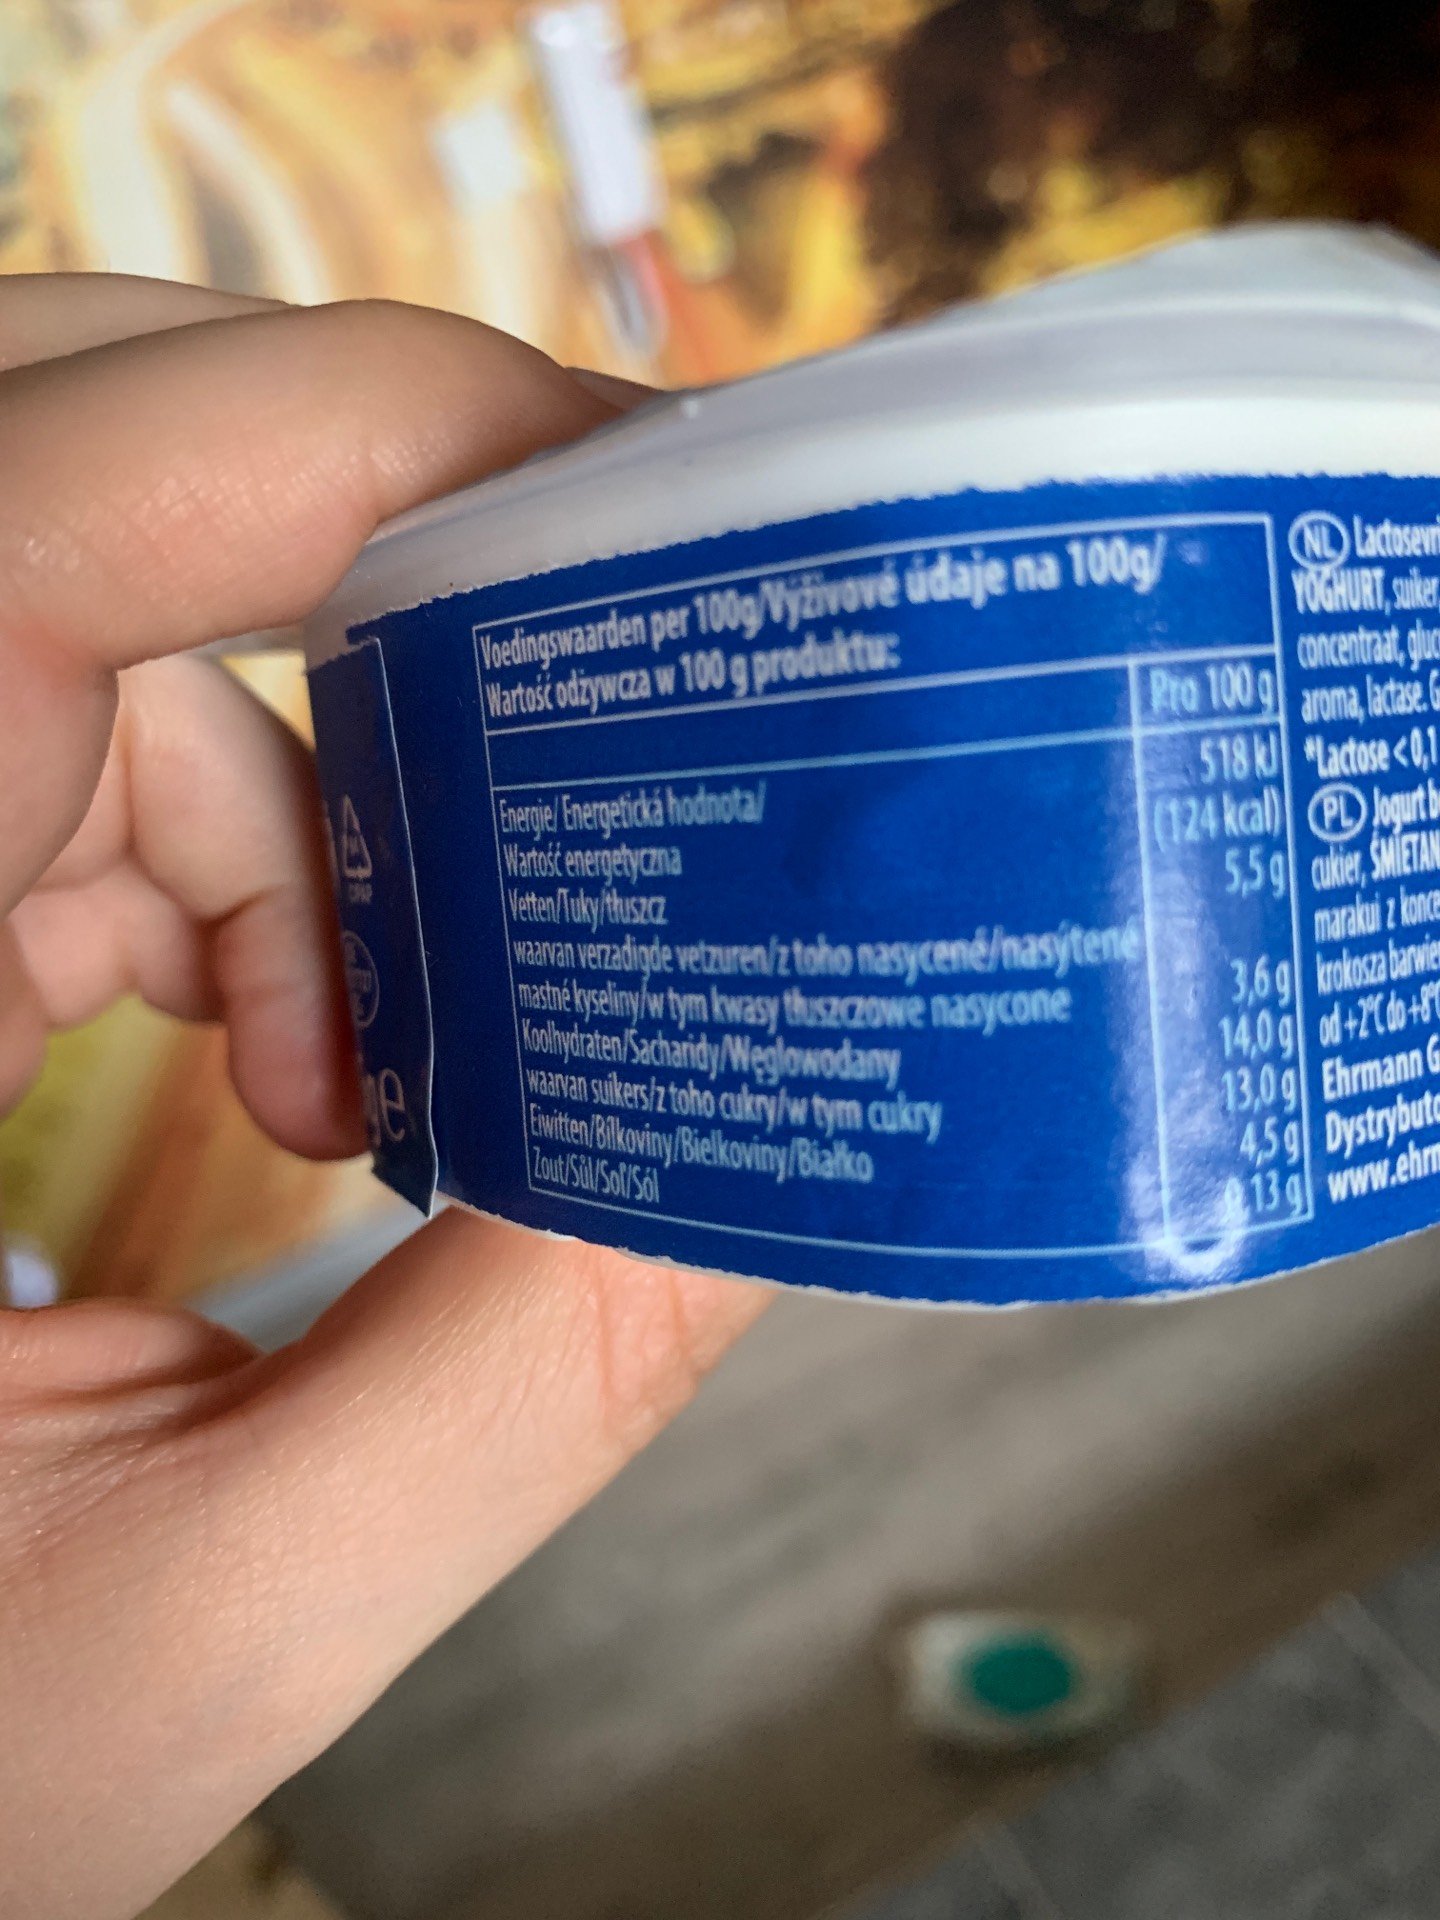 Voedingswaarden per 100g/Výživové údaje na 100g/
Wartość odżywcza w 100 g produktu:
Pro 100 g
Energie/ Energetická hodnota/
Wartość energetyczna
518 kJ
(124 kcal)
Vetten/Tuky/tłuszcz
5,5 g
waarvan verzadigde vetzuren/z toho nasycené/nasýtené
mastné kyseliny/w tym kwasy tłuszczowe nasycone
3,6 g
Koolhydraten/Sacharidy/Węglowodany
14,0 g
waarvan suikers/z toho cukry/w tym cukry
13,0 g
Eiwitten/Bílkoviny/Bielkoviny/Białko
4,5 g
Zout/Sůl/Soľ/Sól
13 g
NL Lactosevri
YOGHURT, suiker,
concentraat, gluc
aroma, lactase. G
*Lactose <0,1
PL Jogurt b
cukier, ŚMIETAN
marakui z konce
krokosza barwie
od +2°C do +8°C
Ehrmann G
Dystrybuto
www.ehrm
C/PAP
ge